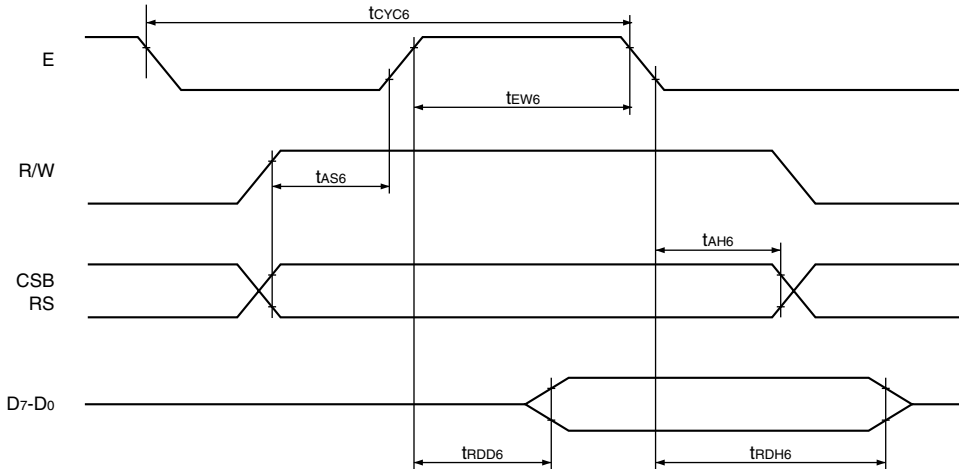 tCYC6
E
tEW6
R/W
tAS6
tAH6
CSB
RS
D7-D0
tRDD6
tRDH6